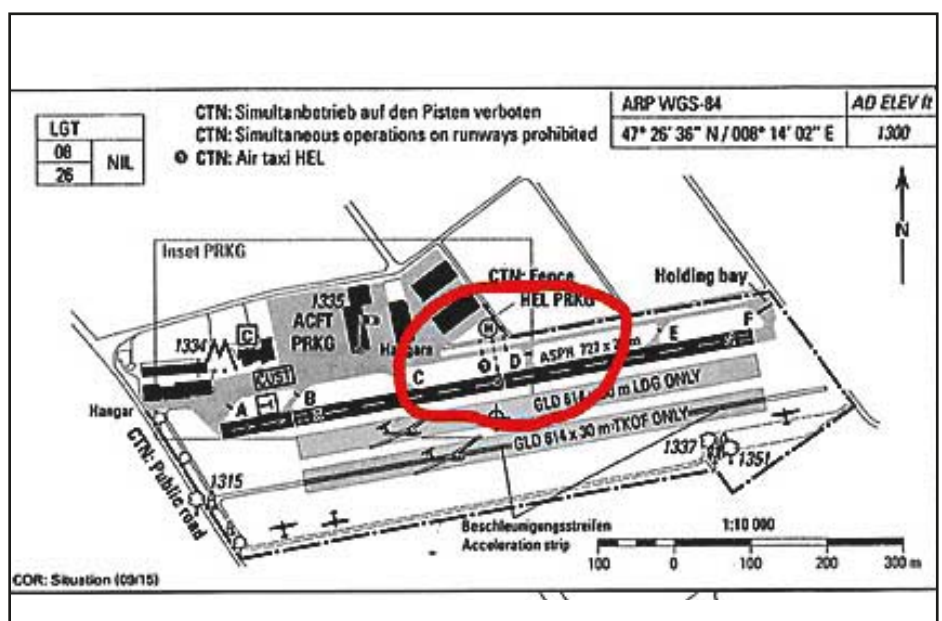 LGT
08
26
NIL
CTN: Simultanbetrieb auf den Pisten verboten
CTN: Simultaneous operations on runways prohibited
CTN: Air taxi HEL
ARP WGS-84
AD ELEV ft
47° 26' 36" N / 008° 14' 02" E
1300
N
Inset PRKG
CTN: Fence
HEL PRKG
Holding bay
1335
ACFT
PRKG
Hangars
H
1334
C
CUST
Hangar
A
B
C
D
E
F
ASPH
GLD 614 x 30 m LDG ONLY
GLD 614 x 30 m TKOF ONLY
CTN: Public road
1315
1337
1351
Beschleunigungsstreifen
Acceleration strip
1:10 000
100
0
100
200
300 m
COR: Situation (09/15)